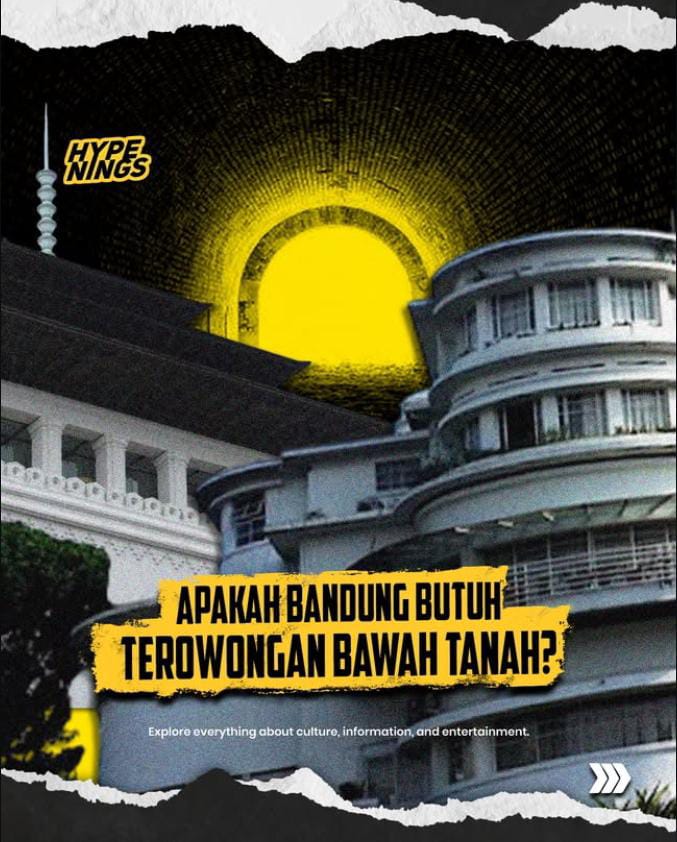 HYPE
NINGS
APAKAH BANDUNG BUTUH
TEROWONGAN BAWAH TANAH?
Explore everything about culture, information, and entertainment.